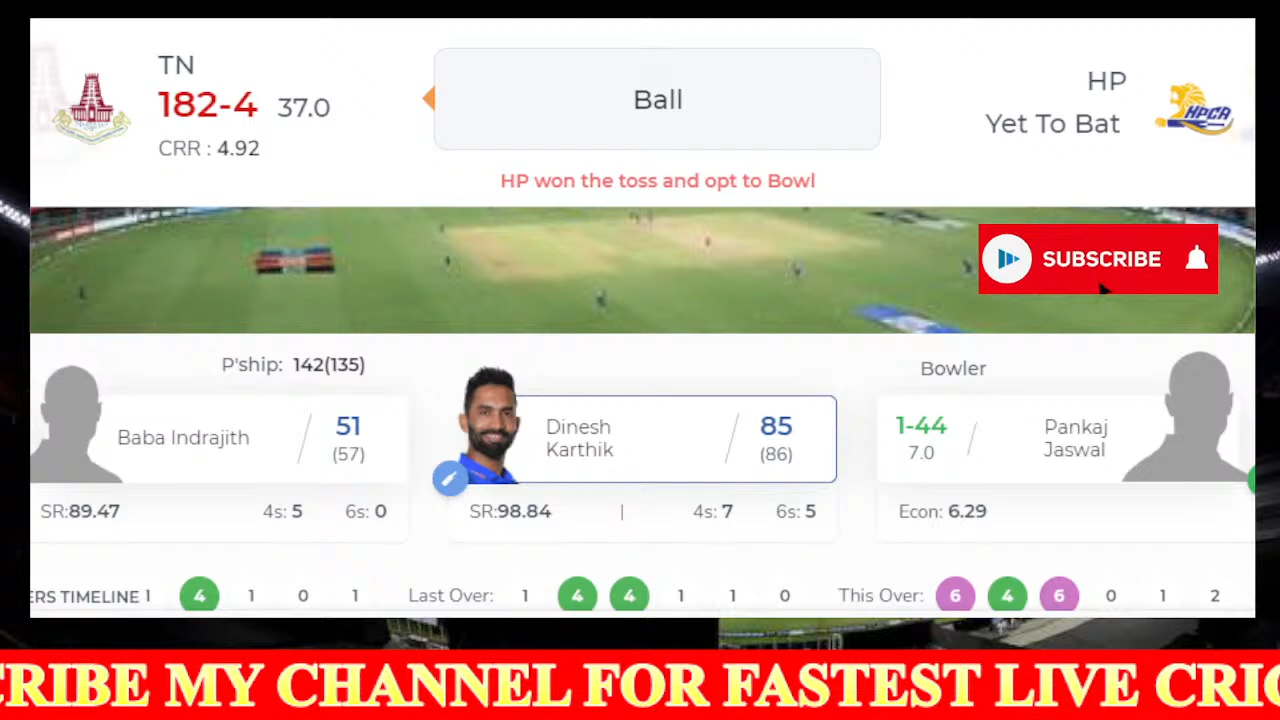 TN
182-4 37.0
CRR : 4.92
Ball
HP
Yet To Bat
HPCA
HP won the toss and opt to Bowl
SUBSCRIBE
P'ship: 142(135)
Bowler
Baba Indrajith
51
(57)
Dinesh
Karthik
85
(86)
1-44
7.0
Pankaj
Jaswal
SR:89.47 4s: 5 6s: 0
SR:98.84 | 4s: 7 6s: 5
Econ: 6.29
ERS TIMELINE 1 4 1 0 1 Last Over: 1 4 4 1 1 0 This Over: 6 4 6 0 1 2
CRIBE MY CHANNEL FOR FASTEST LIVE CRIC